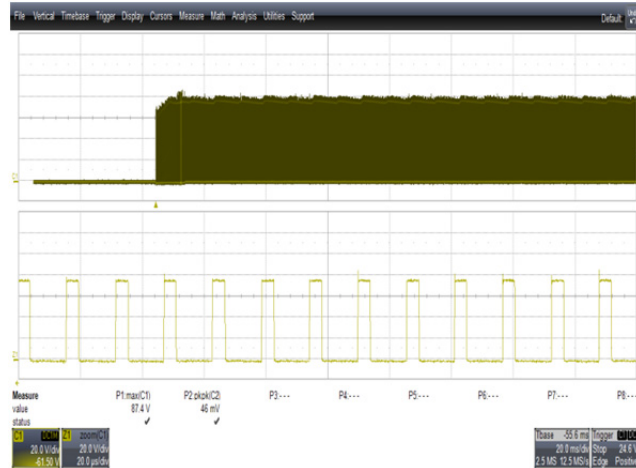 File Vertical Timebase Trigger Display Cursors Measure Math Analysis Utilities Support
Default
Measure P1:max(C1) P2:pkpk(C2) P3:--- P4:--- P5:--- P6:--- P7:--- P8:---
value 87.4 V 46 mV
status
C1 Z1 zoom(C1) Tbase -55.6 ms Trigger
20.0 V/div 20.0 V/div 20.0 ms/div Stop 24.6 V
-61.50 V 20.0 µs/div 2.5 MS 12.5 MS/s Edge Positive